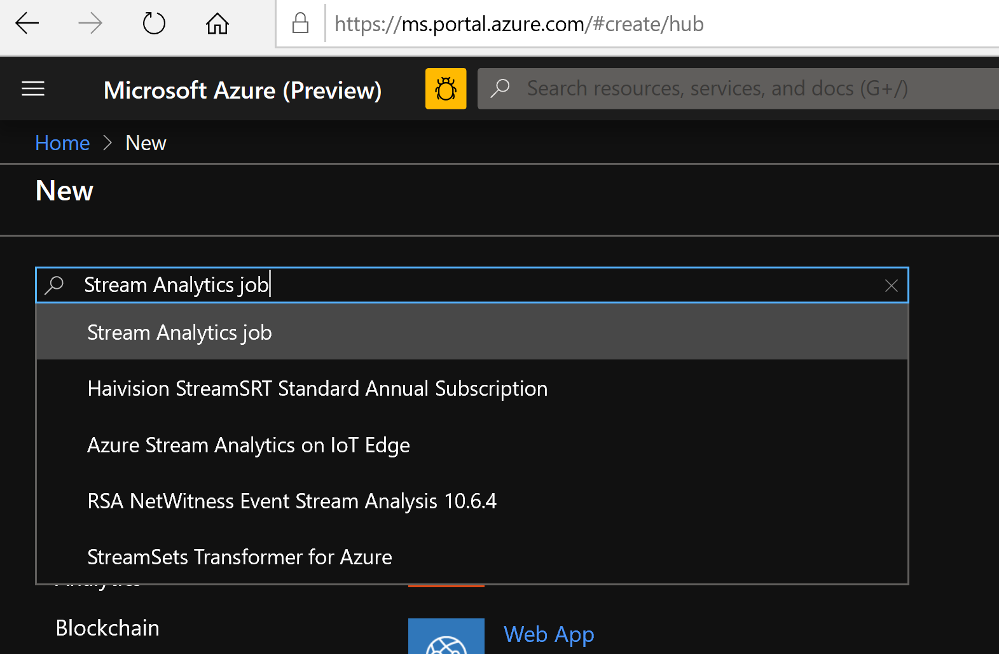 https://ms.portal.azure.com/#create/hub
Microsoft Azure (Preview)
Search resources, services, and docs (G+/)
Home > New
New
Stream Analytics job
Stream Analytics job
Haivision StreamSRT Standard Annual Subscription
Azure Stream Analytics on IoT Edge
RSA NetWitness Event Stream Analysis 10.6.4
StreamSets Transformer for Azure
Blockchain
Web App